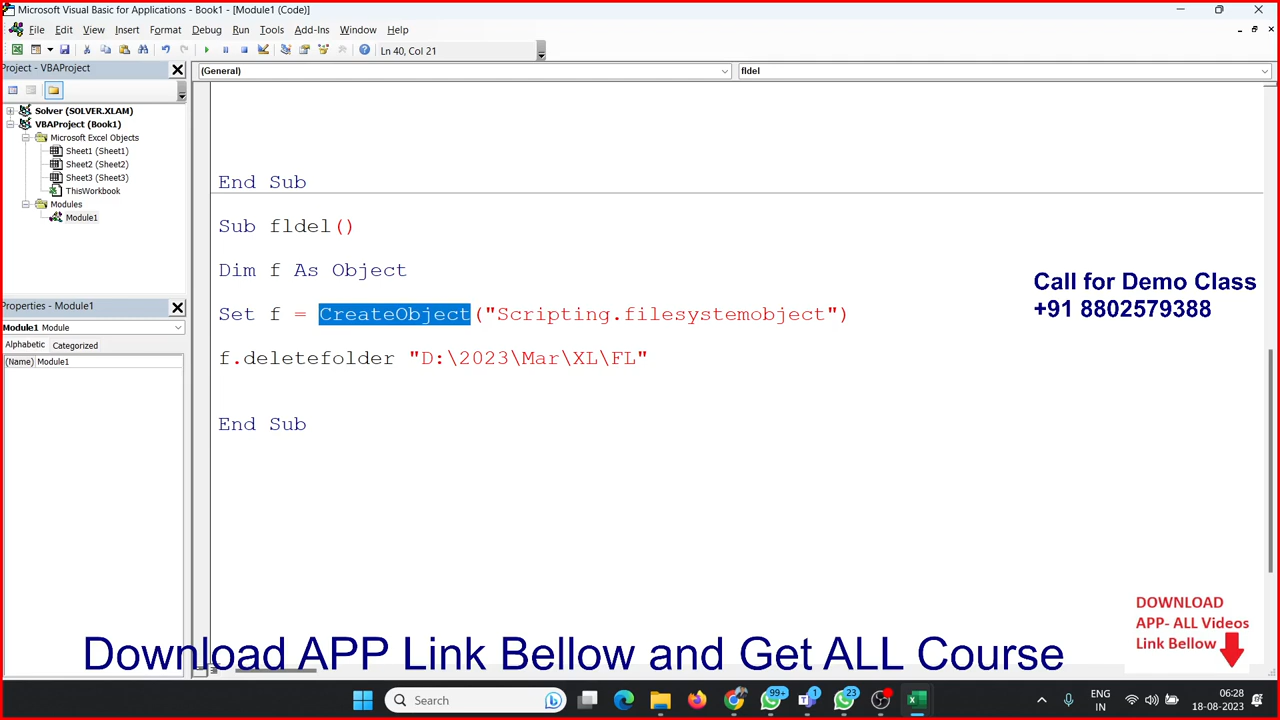 Microsoft Visual Basic for Applications - Book1 - [Module1 (Code)]
File Edit View Insert Format Debug Run Tools Add-Ins Window Help
Ln 40, Col 21
Project - VBAProject
(General)
fldel
Solver (SOLVER.XLAM)
VBAProject (Book1)
Microsoft Excel Objects
Sheet1 (Sheet1)
Sheet2 (Sheet2)
Sheet3 (Sheet3)
ThisWorkbook
Modules
Module1
Properties - Module1
Module1 Module
Alphabetic Categorized
(Name) Module1
End Sub
Sub fldel()
Dim f As Object
Set f = CreateObject("Scripting.filesystemobject")
f.deletefolder "D:\2023\Mar\XL\FL"
End Sub
Call for Demo Class
+91 8802579388
DOWNLOAD
APP- ALL Videos
Link Bellow
Download APP Link Bellow and Get ALL Course
Search
99+
1
23
ENG
IN
06:28
18-08-2023